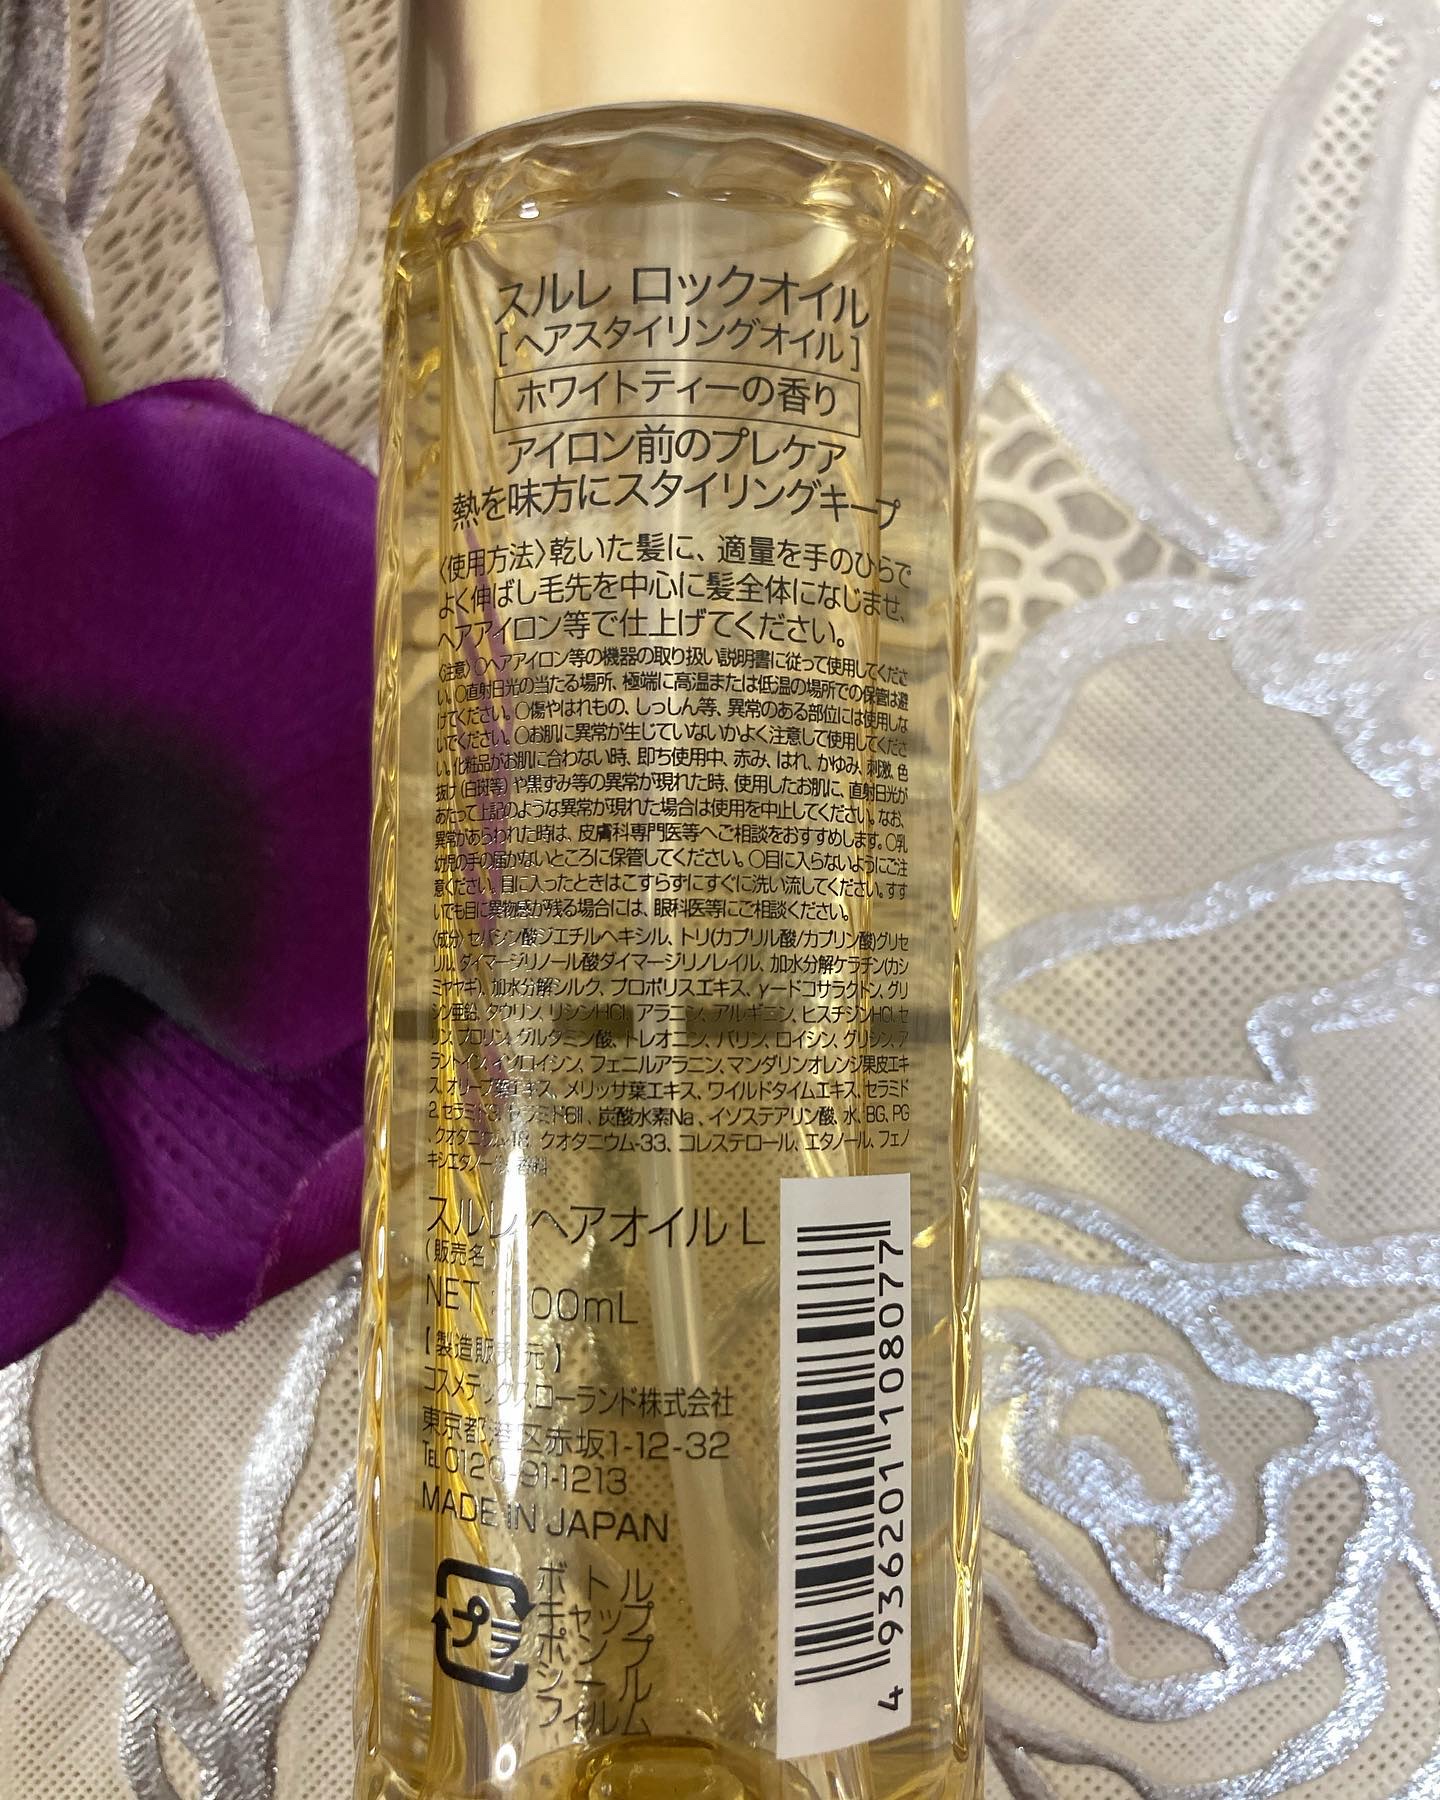 スルレ ロックオイル
[ヘアスタイリングオイル]
ホワイトティーの香り
アイロン前のプレケア
熱を味方にスタイリングキープ
〈使用方法〉乾いた髪に、適量を手のひらで
よく伸ばし毛先を中心に髪全体になじませ、
ヘアアイロン等で仕上げてください。
〈注意〉○ヘアアイロン等の機器の取り扱い説明書に従って使用してくださ
い。○直射日光の当たる場所、極端に高温または低温の場所での保管は避
けてください。○傷やはれもの、しっしん等、異常のある部位には使用しな
いでください。○お肌に異常が生じていないかよく注意して使用してくださ
い。化粧品がお肌に合わない時、即ち使用中、赤み、はれ、かゆみ、刺激、色
抜け(白斑等)や黒ずみ等の異常が現れた時、使用したお肌に、直射日光が
あたって上記のような異常が現れた場合は使用を中止してください。なお、
異常があらわれた時は、皮膚科専門医等へご相談をおすすめします。○乳
幼児の手の届かないところに保管してください。○目に入らないようにご注
意ください。目に入ったときはこすらずにすぐに洗い流してください。すす
いでも目に異物感が残る場合には、眼科医等にご相談ください。
〈成分〉セバシン酸ジエチルヘキシル、トリ(カプリル酸/カプリン酸)グリセ
リル、ダイマージリノール酸ダイマージリノレイル、加水分解ケラチン(カシ
ミヤヤギ)、加水分解シルク、プロポリスエキス、γ-ドコサラクトン、グリ
シン亜鉛、タウリン、リシンHCl、アラニン、アルギニン、ヒスチジンHCl、セ
リン、プロリン、グルタミン酸、トレオニン、バリン、ロイシン、グリシン、ア
ラントイン、イソロイシン、フェニルアラニン、マンダリンオレンジ果皮エキ
ス、オリーブ葉エキス、メリッサ葉エキス、ワイルドタイムエキス、セラミド
2、セラミド3、セラミド6II、炭酸水素Na、イソステアリン酸、水、BG、PG
、クオタニウム-18、クオタニウム-33、コレステロール、エタノール、フェノ
キシエタノール、香料
スルレ ヘアオイル L
(販売名)
NET 00mL
【製造販売元】
コスメテックスローランド株式会社
東京都港区赤坂1-12-32
TEL 0120-91-1213
MADE IN JAPAN
プラ
ボトル
キャップ
ポンプ
シール
フィルム
4 936201 108077